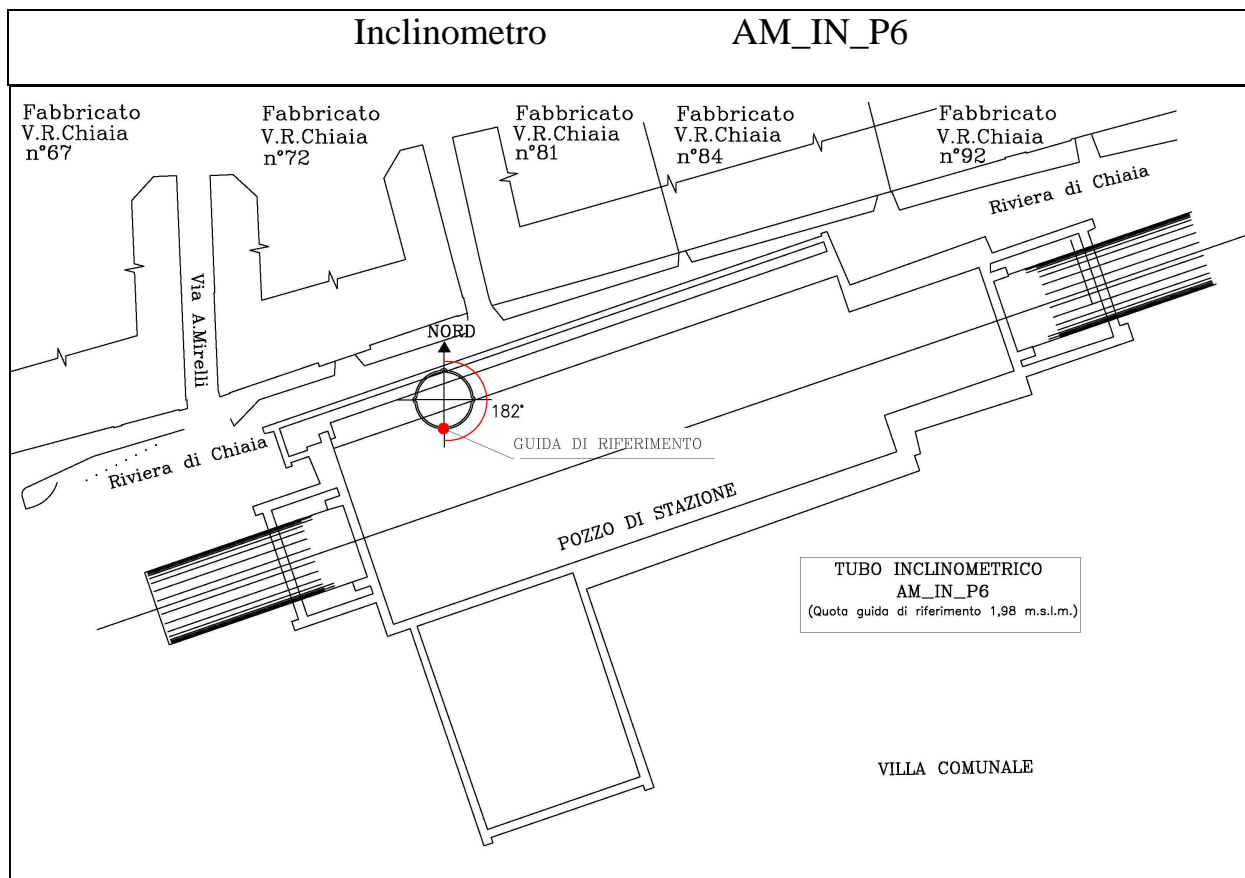 Inclinometro AM_IN_P6
Fabbricato
V.R.Chiaia
n°67
Fabbricato
V.R.Chiaia
n°72
Fabbricato
V.R.Chiaia
n°81
Fabbricato
V.R.Chiaia
n°84
Fabbricato
V.R.Chiaia
n°92
Riviera di Chiaia
Via A.Mirelli
NORD
182°
GUIDA DI RIFERIMENTO
Riviera di Chiaia
POZZO DI STAZIONE
TUBO INCLINOMETRICO
AM_IN_P6
(Quota guida di riferimento 1,98 m.s.l.m.)
VILLA COMUNALE